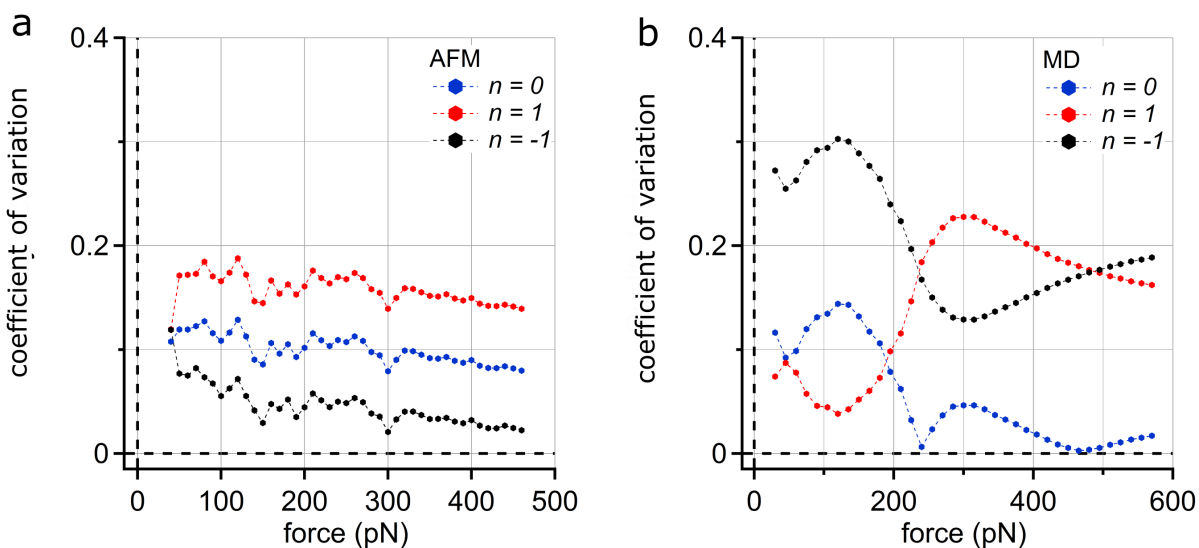 a
0.4
AFM
n = 0
n = 1
n = -1
0.2
0
coefficient of variation
0 100 200 300 400 500
force (pN)
b
0.4
MD
n = 0
n = 1
n = -1
0.2
0
coefficient of variation
0 200 400 600
force (pN)